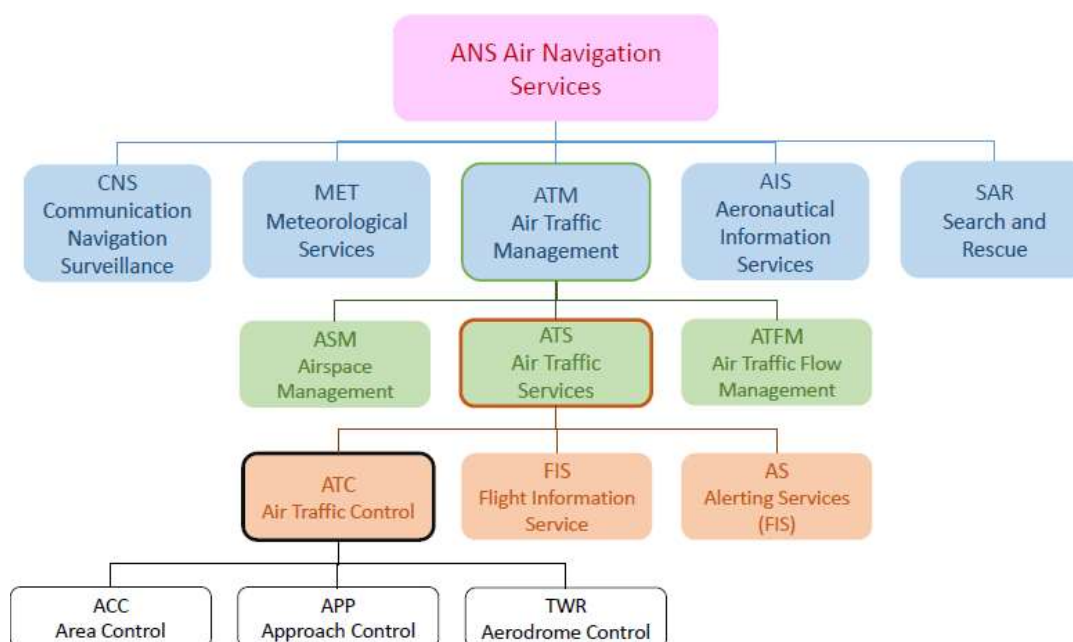 ANS Air Navigation
Services
CNS
Communication
Navigation
Surveillance
MET
Meteorological
Services
ATM
Air Traffic
Management
AIS
Aeronautical
Information
Services
SAR
Search and
Rescue
ASM
Airspace
Management
ATS
Air Traffic
Services
ATFM
Air Traffic Flow
Management
ATC
Air Traffic Control
FIS
Flight Information
Service
AS
Alerting Services
(FIS)
ACC
Area Control
APP
Approach Control
TWR
Aerodrome Control